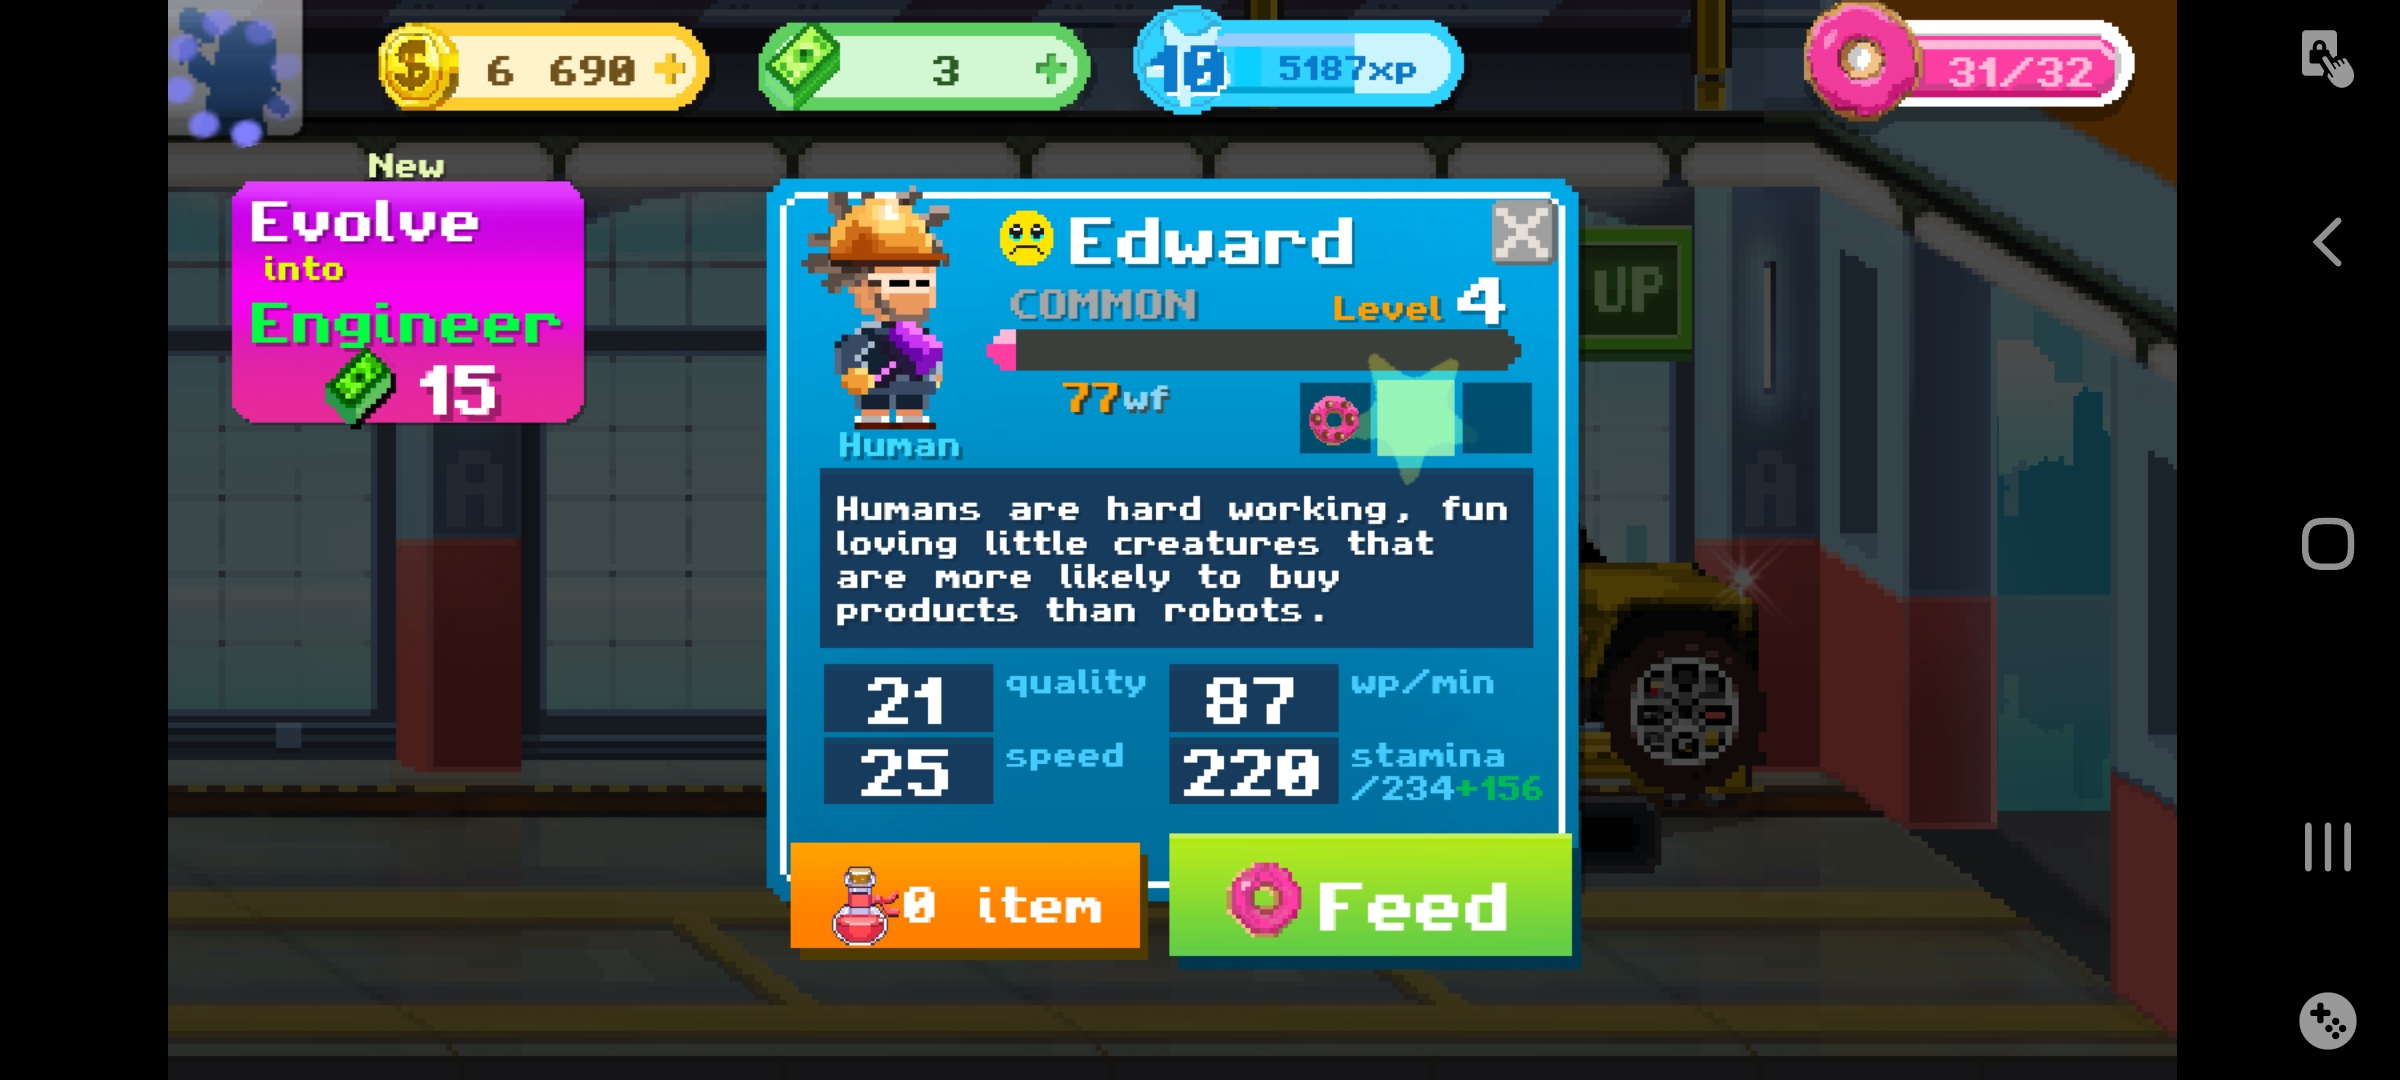 6 690 +
3 +
10 5187xp
31/32
New
Evolve
into
Engineer
15
Edward
COMMON
Level 4
77wf
Human
UP
A
A
Humans are hard working, fun
loving little creatures that
are more likely to buy
products than robots.
21 quality 87 wp/min
25 speed 220 stamina
/234+156
0 item
Feed